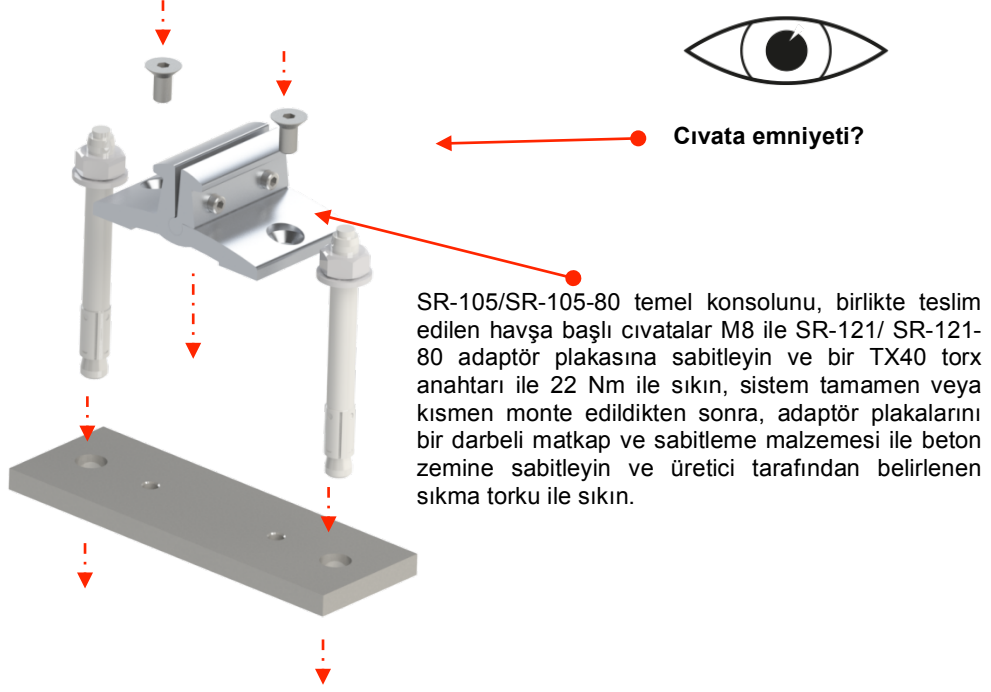 Cıvata emniyeti?
SR-105/SR-105-80 temel konsolunu, birlikte teslim
edilen havşa başlı cıvatalar M8 ile SR-121/ SR-121-
80 adaptör plakasına sabitleyin ve bir TX40 torx
anahtarı ile 22 Nm ile sıkın, sistem tamamen veya
kısmen monte edildikten sonra, adaptör plakalarını
bir darbeli matkap ve sabitleme malzemesi ile beton
zemine sabitleyin ve üretici tarafından belirlenen
sıkma torku ile sıkın.